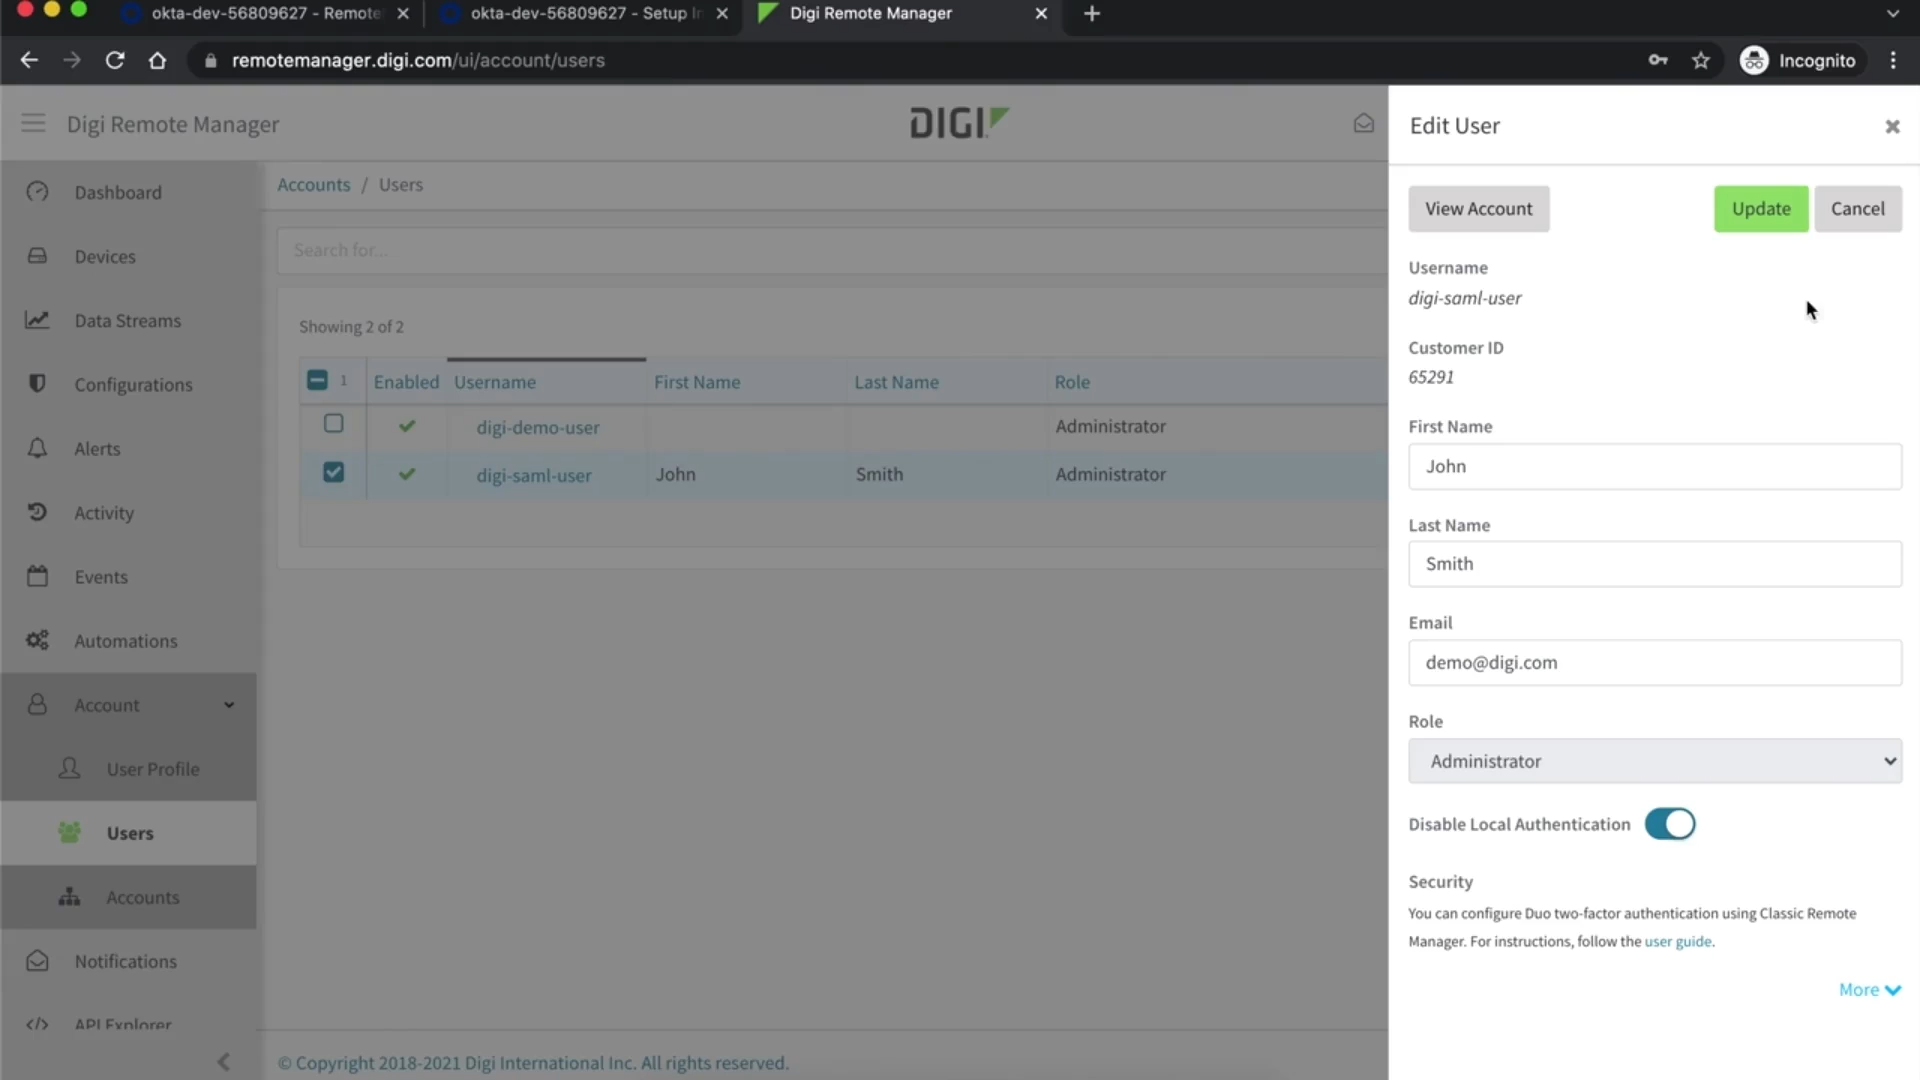 okta-dev-56809627 - Remote
okta-dev-56809627 - Setup In
Digi Remote Manager
remotemanager.digi.com/ui/account/users
Incognito
Digi Remote Manager
DIGI
Dashboard
Devices
Data Streams
Configurations
Alerts
Activity
Events
Automations
Account
User Profile
Users
Accounts
Notifications
API Explorer
Accounts / Users
Search for...
Showing 2 of 2
1 Enabled Username First Name Last Name Role
digi-demo-user Administrator
digi-saml-user John Smith Administrator
© Copyright 2018-2021 Digi International Inc. All rights reserved.
Edit User
View Account Update Cancel
Username
digi-saml-user
Customer ID
65291
First Name
John
Last Name
Smith
Email
demo@digi.com
Role
Administrator
Disable Local Authentication
Security
You can configure Duo two-factor authentication using Classic Remote
Manager. For instructions, follow the user guide.
More